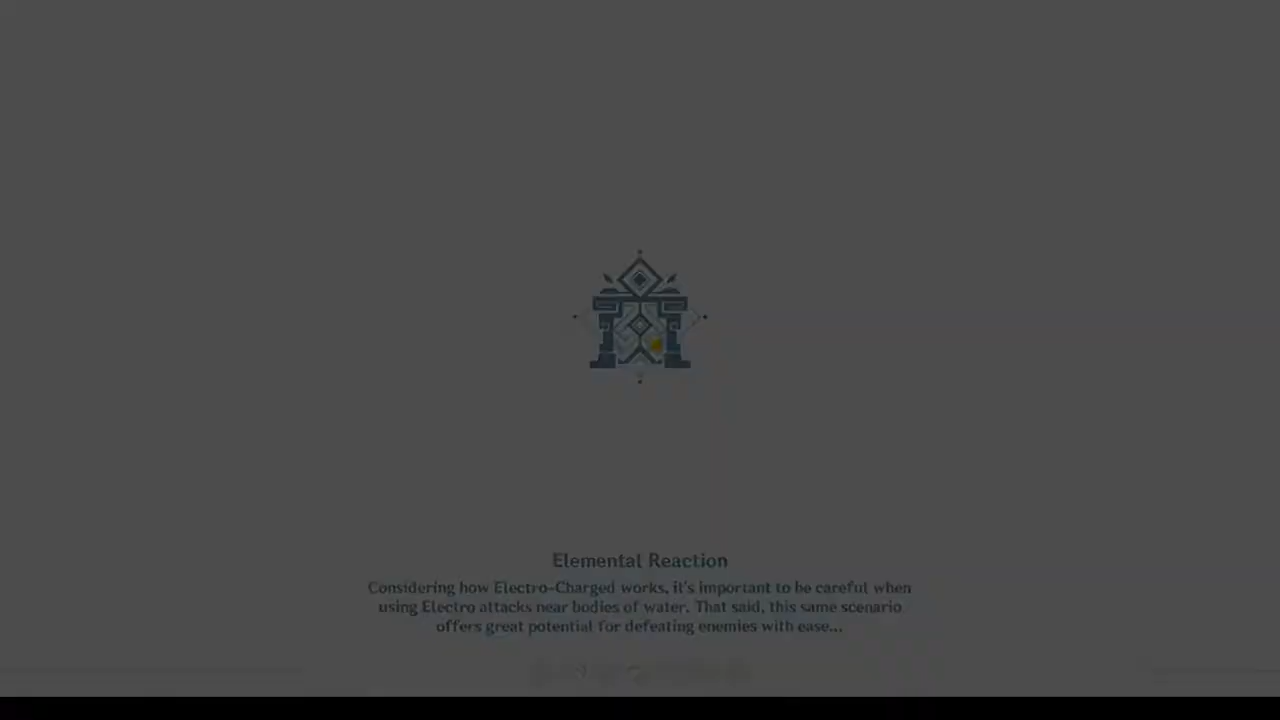 Elemental Reaction
Considering how Electro-Charged works, it's important to be careful when
using Electro attacks near bodies of water. That said, this same scenario
offers great potential for defeating enemies with ease...